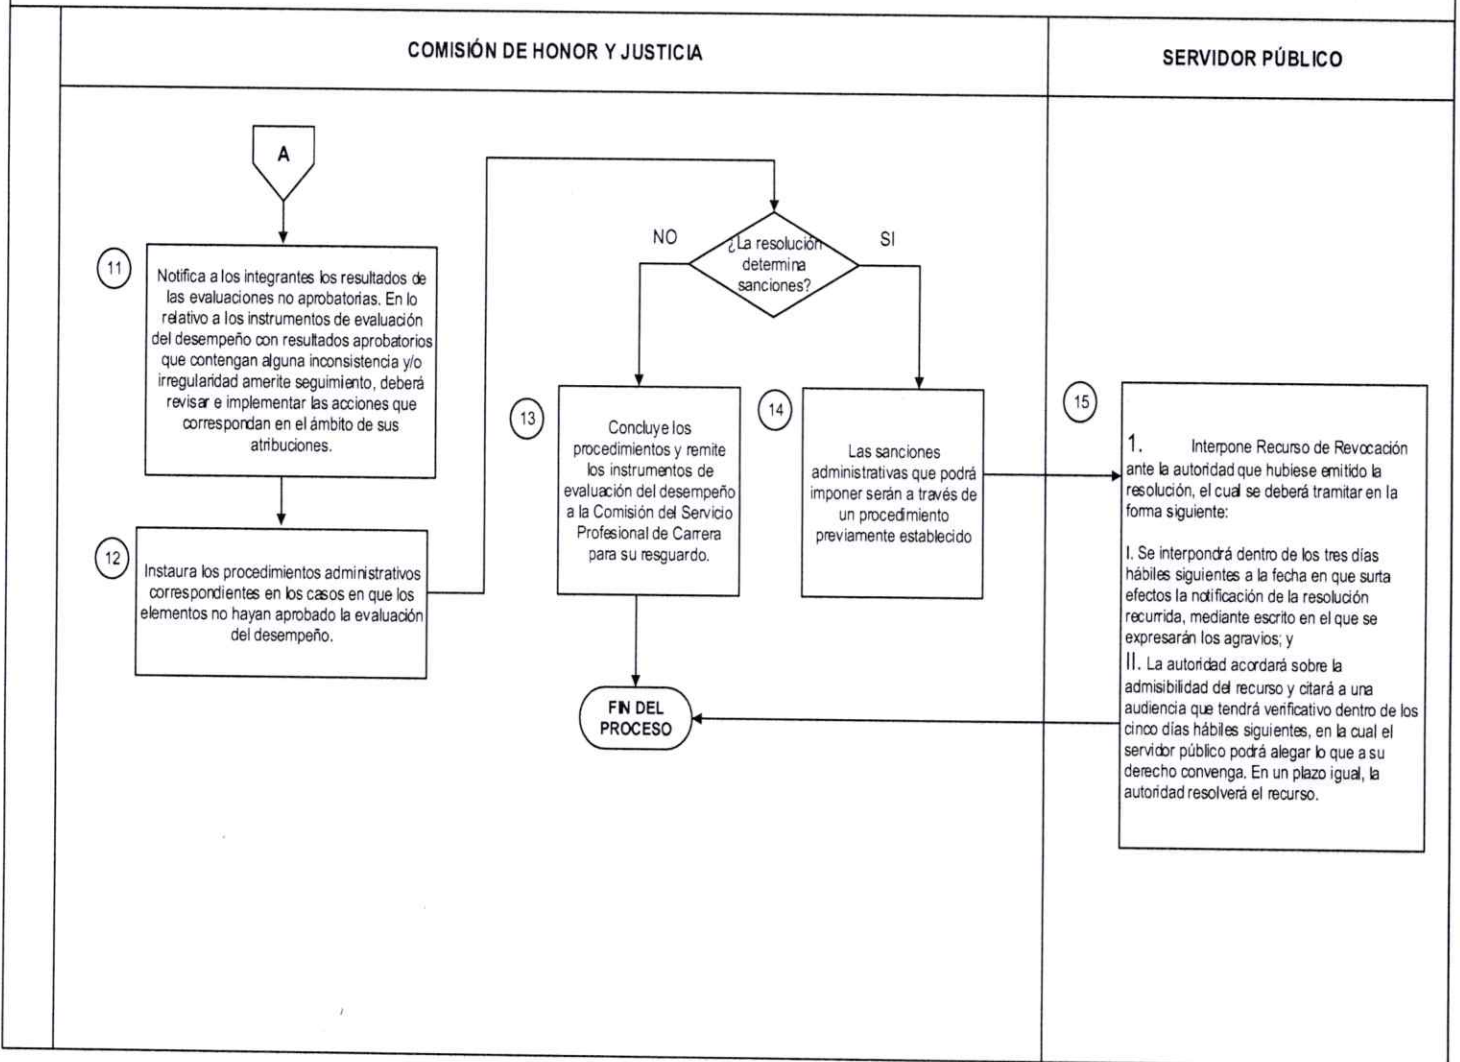 COMISIÓN DE HONOR Y JUSTICIA
SERVIDOR PÚBLICO
A
11
Notifica a los integrantes los resultados de
las evaluaciones no aprobatorias. En lo
relativo a los instrumentos de evaluación
del desempeño con resultados aprobatorios
que contengan alguna inconsistencia y/o
irregularidad amerite seguimiento, deberá
revisar e implementar las acciones que
correspondan en el ámbito de sus
atribuciones.
12
Instaura los procedimientos administrativos
correspondientes en los casos en que los
elementos no hayan aprobado la evaluación
del desempeño.
NO
¿La resolución
determina
sanciones?
SI
13
Concluye los
procedimientos y remite
los instrumentos de
evaluación del desempeño
a la Comisión del Servicio
Profesional de Carrera
para su resguardo.
14
Las sanciones
administrativas que podrá
imponer serán a través de
un procedimiento
previamente establecido
15
1. Interpone Recurso de Revocación
ante la autoridad que hubiese emitido la
resolución, el cual se deberá tramitar en la
forma siguiente:
I. Se interpondrá dentro de los tres días
hábiles siguientes a la fecha en que surta
efectos la notificación de la resolución
recurrida, mediante escrito en el que se
expresarán los agravios; y
II. La autoridad acordará sobre la
admisibilidad del recurso y citará a una
audiencia que tendrá verificativo dentro de los
cinco días hábiles siguientes, en la cual el
servidor público podrá alegar lo que a su
derecho convenga. En un plazo igual, la
autoridad resolverá el recurso.
FIN DEL
PROCESO